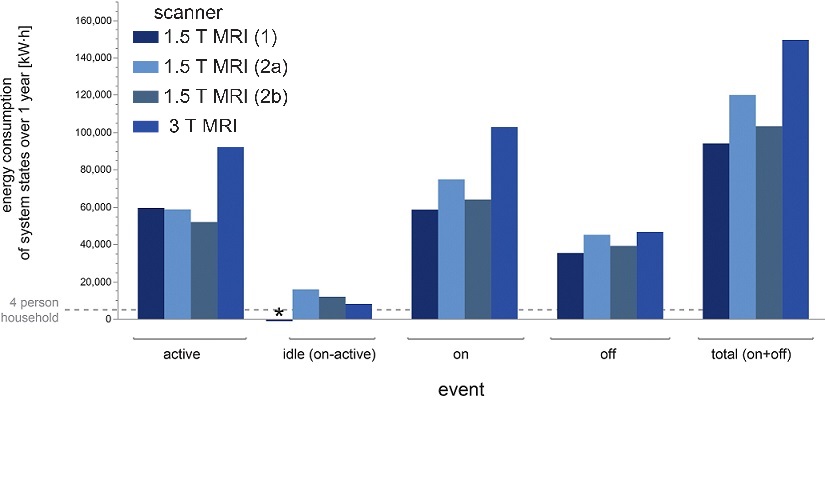 scanner
1.5 T MRI (1)
1.5 T MRI (2a)
1.5 T MRI (2b)
3 T MRI
energy consumption
of system states over 1 year [kW·h]
160,000
140,000
120,000
100,000
80,000
60,000
40,000
20,000
0
4 person
household
*
active
idle (on-active)
on
off
total (on+off)
event